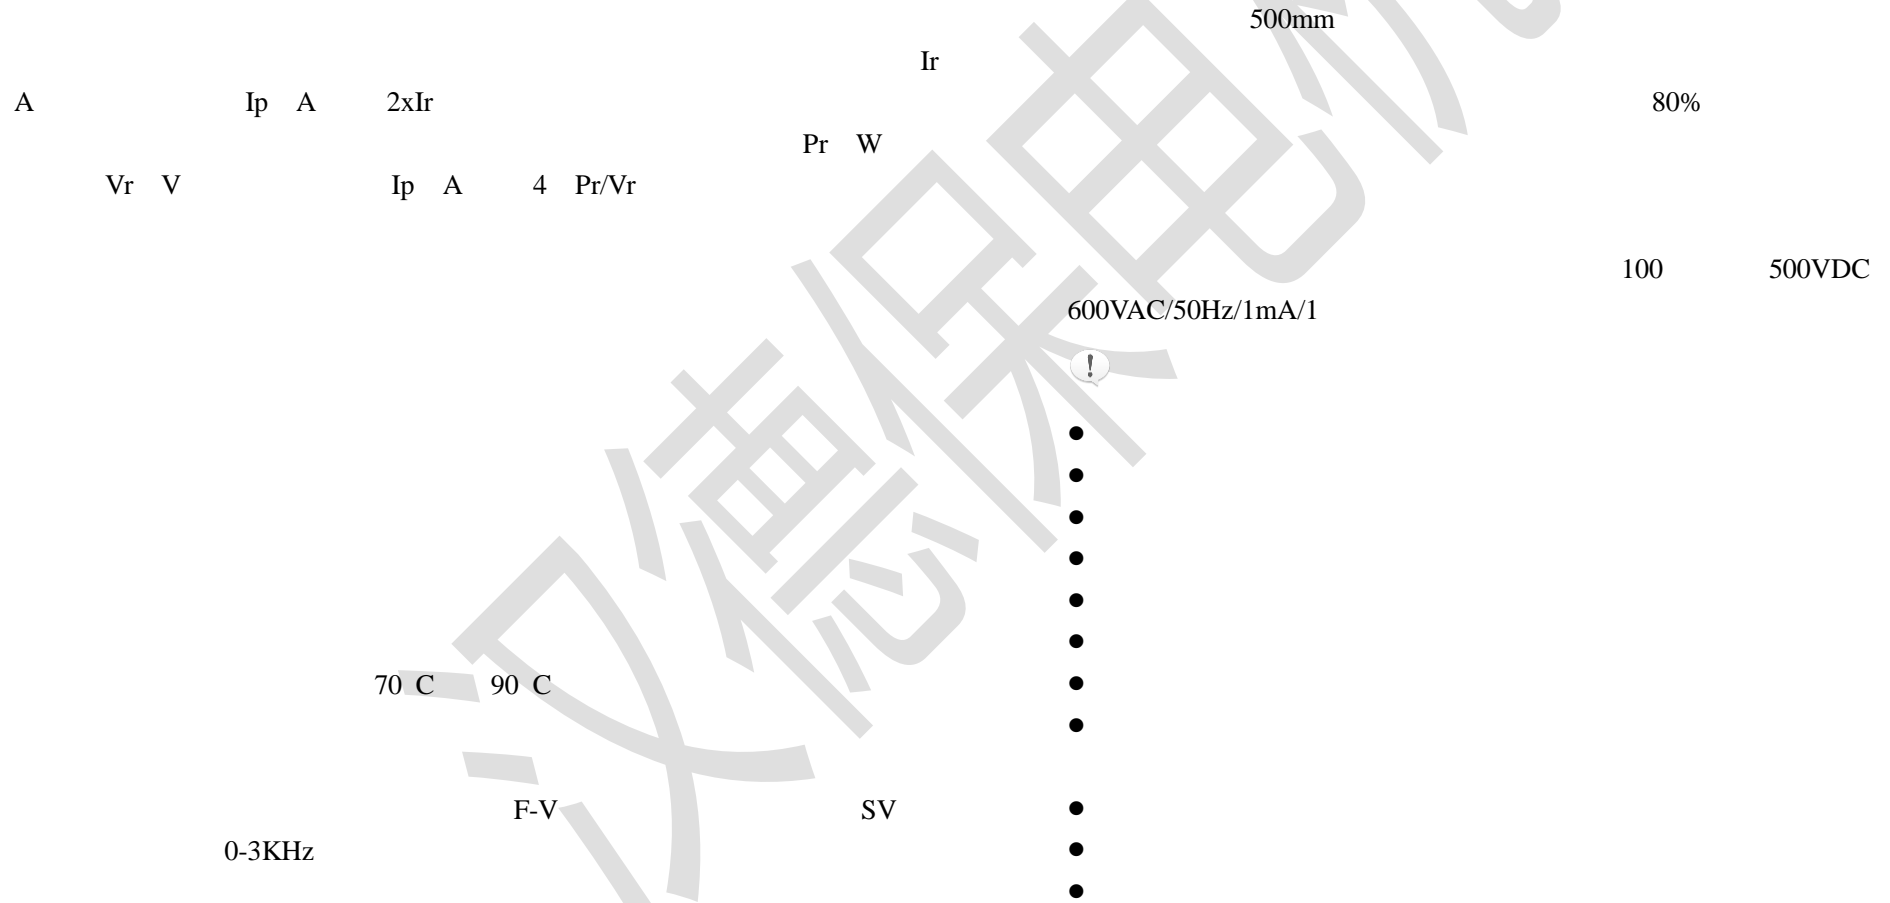 500mm
Ir
A Ip A 2xIr 80%
Pr W
Vr V Ip A 4 Pr/Vr
100 500VDC
600VAC/50Hz/1mA/1
!
●
●
●
●
●
●
70 C 90 C ●
●
F-V SV ●
0-3KHz ●
●
汉德保电机